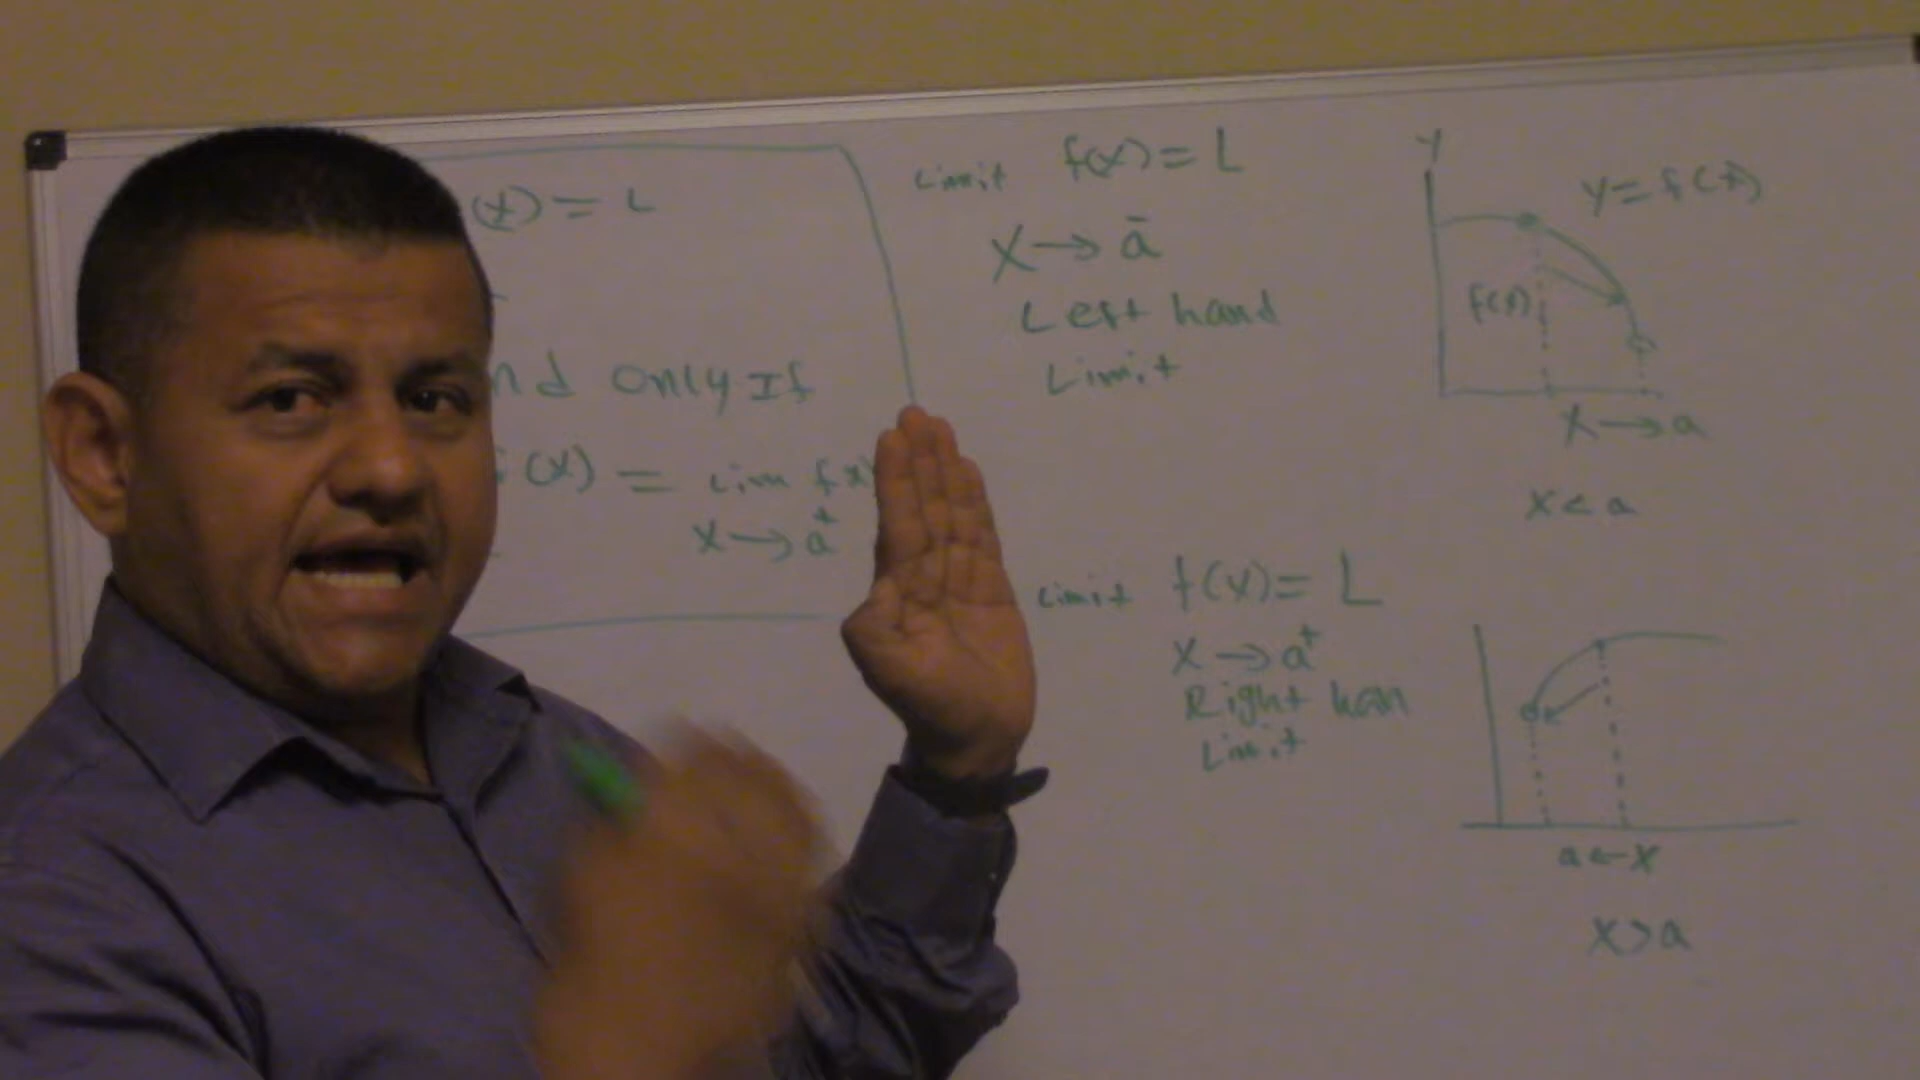 (x) = L
nd Only If
f(x) = Lim f(x)
x → a⁺
Limit f(x) = L
X → a⁻
Left hand
Limit
Y
Y = f(x)
f(x)
X → a
X < a
Limit f(x) = L
X → a⁺
Right han
Limit
a ← X
X > a